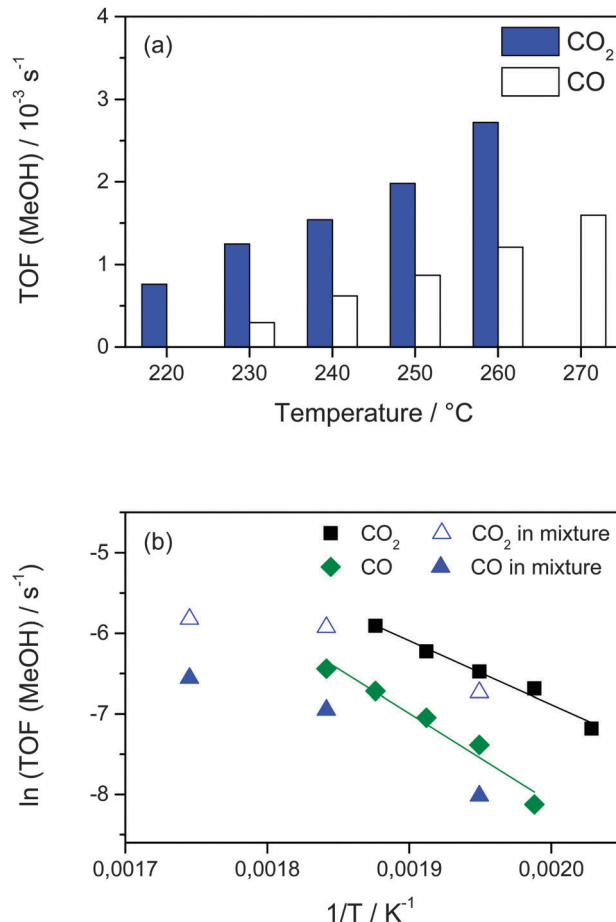 (a)
CO₂
CO
TOF (MeOH) / 10⁻³ s⁻¹
4
3
2
1
0
220 230 240 250 260 270
Temperature / °C
(b)
CO₂
CO₂ in mixture
CO
CO in mixture
ln (TOF (MeOH) / s⁻¹)
-5
-6
-7
-8
0,0017 0,0018 0,0019 0,0020
1/T / K⁻¹